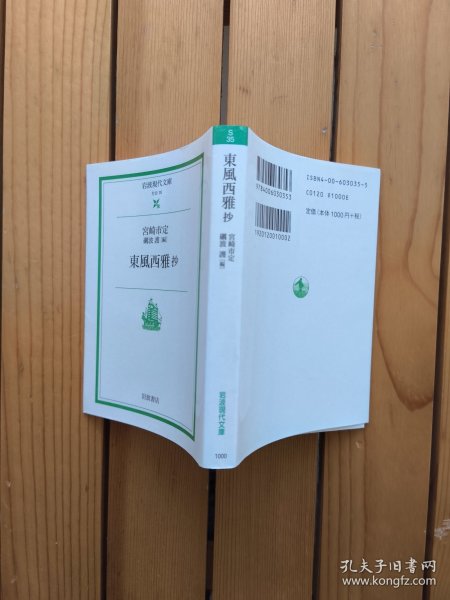 岩波現代文庫
宮崎市定
礪波 護[編]
東風西雅 抄
岩波書店
S
35
東風西雅 抄
宮崎市定
礪波 護[編]
岩波現代文庫
1000
9784006030353
1920120010002
ISBN4-00-603035-5
C0120 ¥1000E
定価(本体1000円+税)
孔夫子旧书网
www.kongfz.com